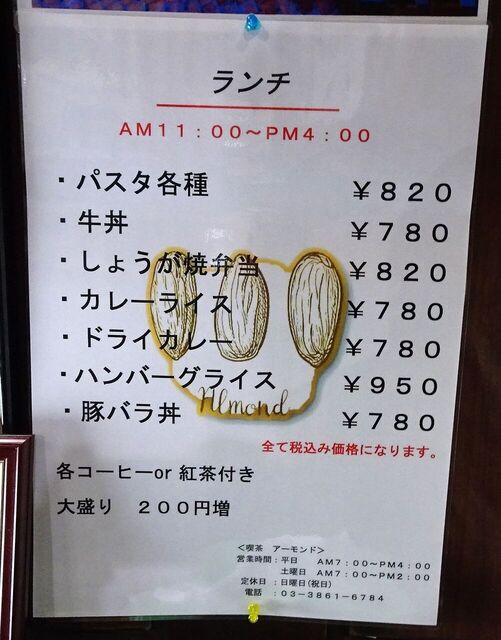 ランチ
ＡＭ１１：００～ＰＭ４：００
・パスタ各種 ￥８２０
・牛丼 ￥７８０
・しょうが焼弁当 ￥８２０
・カレーライス ￥７８０
・ドライカレー ￥７８０
・ハンバーグライス ￥９５０
・豚バラ丼 ￥７８０
Almond
全て税込み価格になります。
各コーヒーor 紅茶付き
大盛り　２００円増
＜喫茶　アーモンド＞
営業時間：平日　ＡＭ７：００～ＰＭ４：００
土曜日　ＡＭ７：００～ＰＭ２：００
定休日：日曜日(祝日)
電話　：０３-３８６１-６７８４